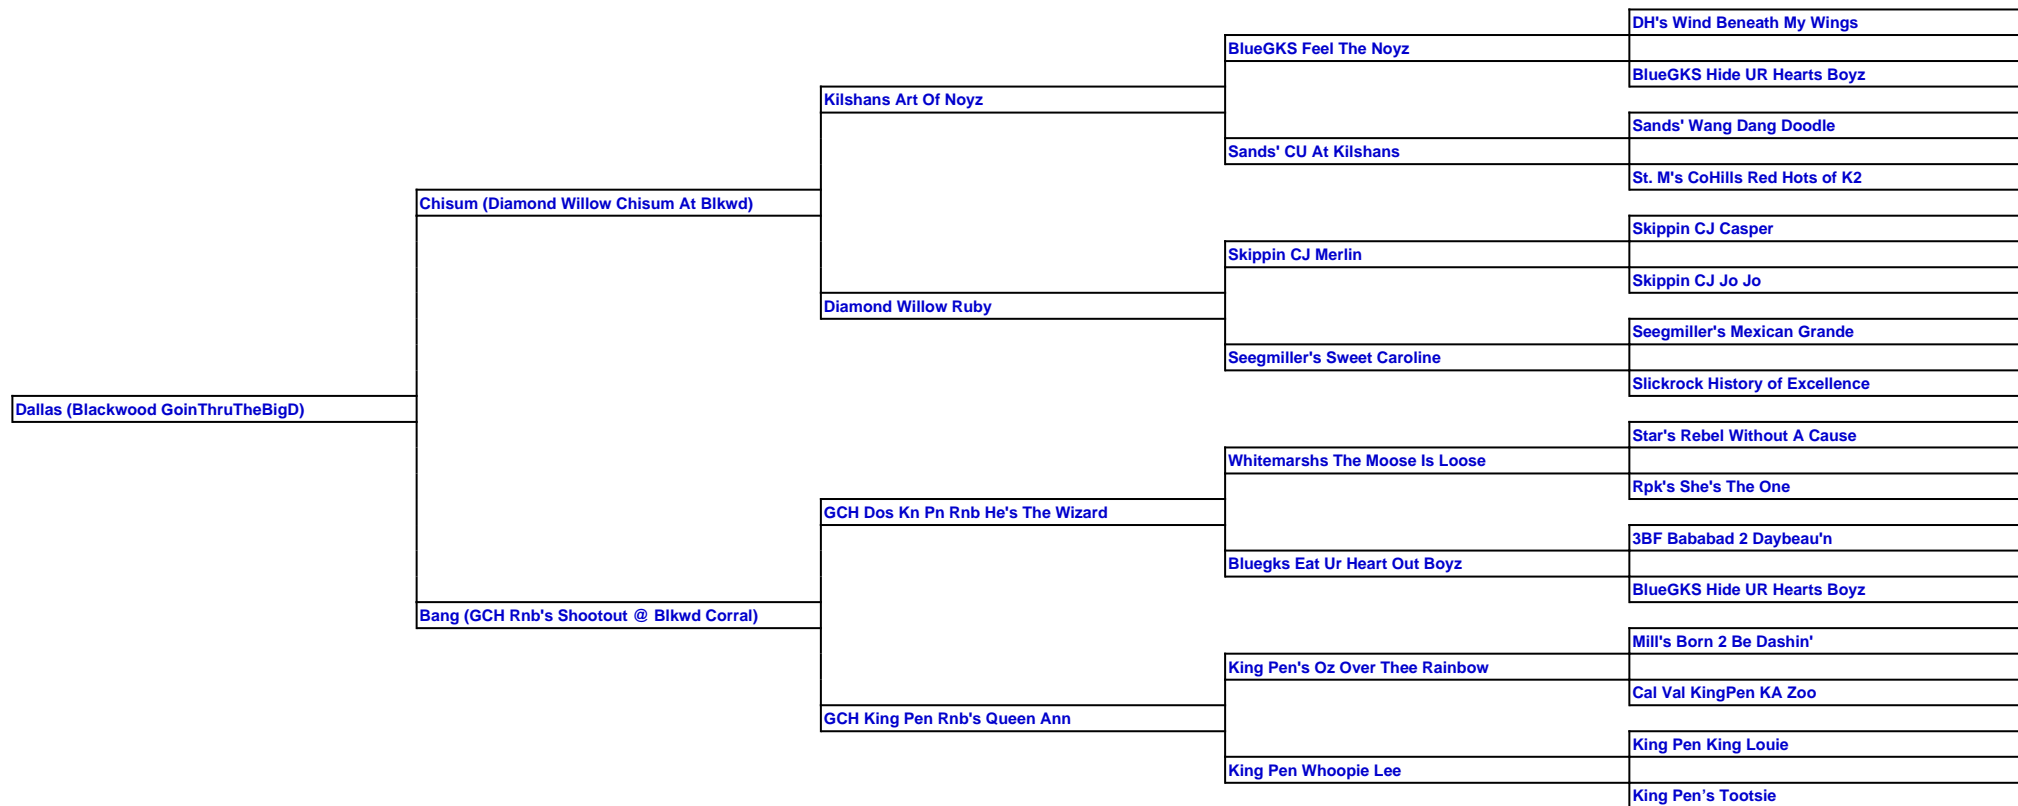 DH's Wind Beneath My Wings
BlueGKS Feel The Noyz
BlueGKS Hide UR Hearts Boyz
Kilshans Art Of Noyz
Sands' Wang Dang Doodle
Sands' CU At Kilshans
St. M's CoHills Red Hots of K2
Chisum (Diamond Willow Chisum At Blkwd)
Skippin CJ Casper
Skippin CJ Merlin
Skippin CJ Jo Jo
Diamond Willow Ruby
Seegmiller's Mexican Grande
Seegmiller's Sweet Caroline
Slickrock History of Excellence
Dallas (Blackwood GoinThruTheBigD)
Star's Rebel Without A Cause
Whitemarshs The Moose Is Loose
Rpk's She's The One
GCH Dos Kn Pn Rnb He's The Wizard
3BF Bababad 2 Daybeau'n
Bluegks Eat Ur Heart Out Boyz
BlueGKS Hide UR Hearts Boyz
Bang (GCH Rnb's Shootout @ Blkwd Corral)
Mill's Born 2 Be Dashin'
King Pen's Oz Over Thee Rainbow
Cal Val KingPen KA Zoo
GCH King Pen Rnb's Queen Ann
King Pen King Louie
King Pen Whoopie Lee
King Pen’s Tootsie